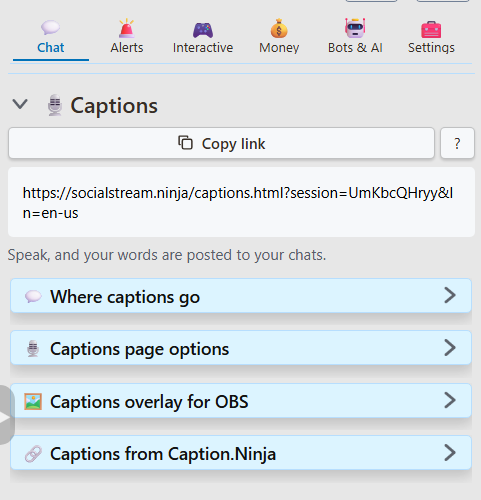 Chat
Alerts
Interactive
Money
Bots & AI
Settings
Captions
Copy link
?
https://socialstream.ninja/captions.html?session=UmKbcQHryy&l
n=en-us
Speak, and your words are posted to your chats.
Where captions go
Captions page options
Captions overlay for OBS
Captions from Caption.Ninja